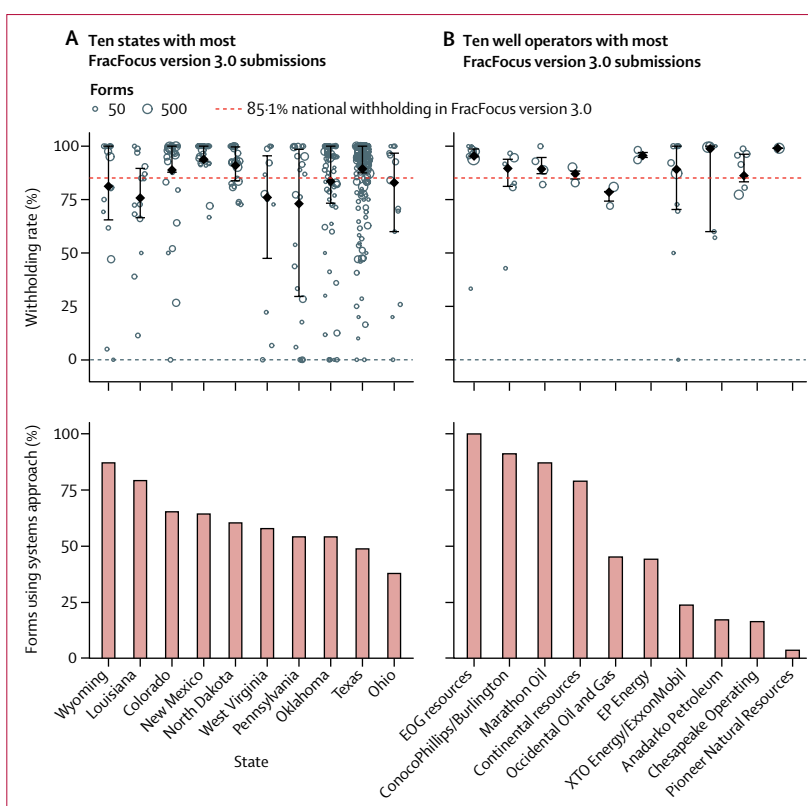 A Ten states with most
FracFocus version 3.0 submissions
B Ten well operators with most
FracFocus version 3.0 submissions
Forms
50 500 85·1% national withholding in FracFocus version 3.0
Withholding rate (%)
100
75
50
25
0
Forms using systems approach (%)
100
75
50
25
0
Wyoming
Louisiana
Colorado
New Mexico
North Dakota
West Virginia
Pennsylvania
Oklahoma
Texas
Ohio
State
EOG resources
ConocoPhillips/Burlington
Marathon Oil
Continental resources
Occidental Oil and Gas
EP Energy
XTO Energy/ExxonMobil
Anadarko Petroleum
Chesapeake Operating
Pioneer Natural Resources